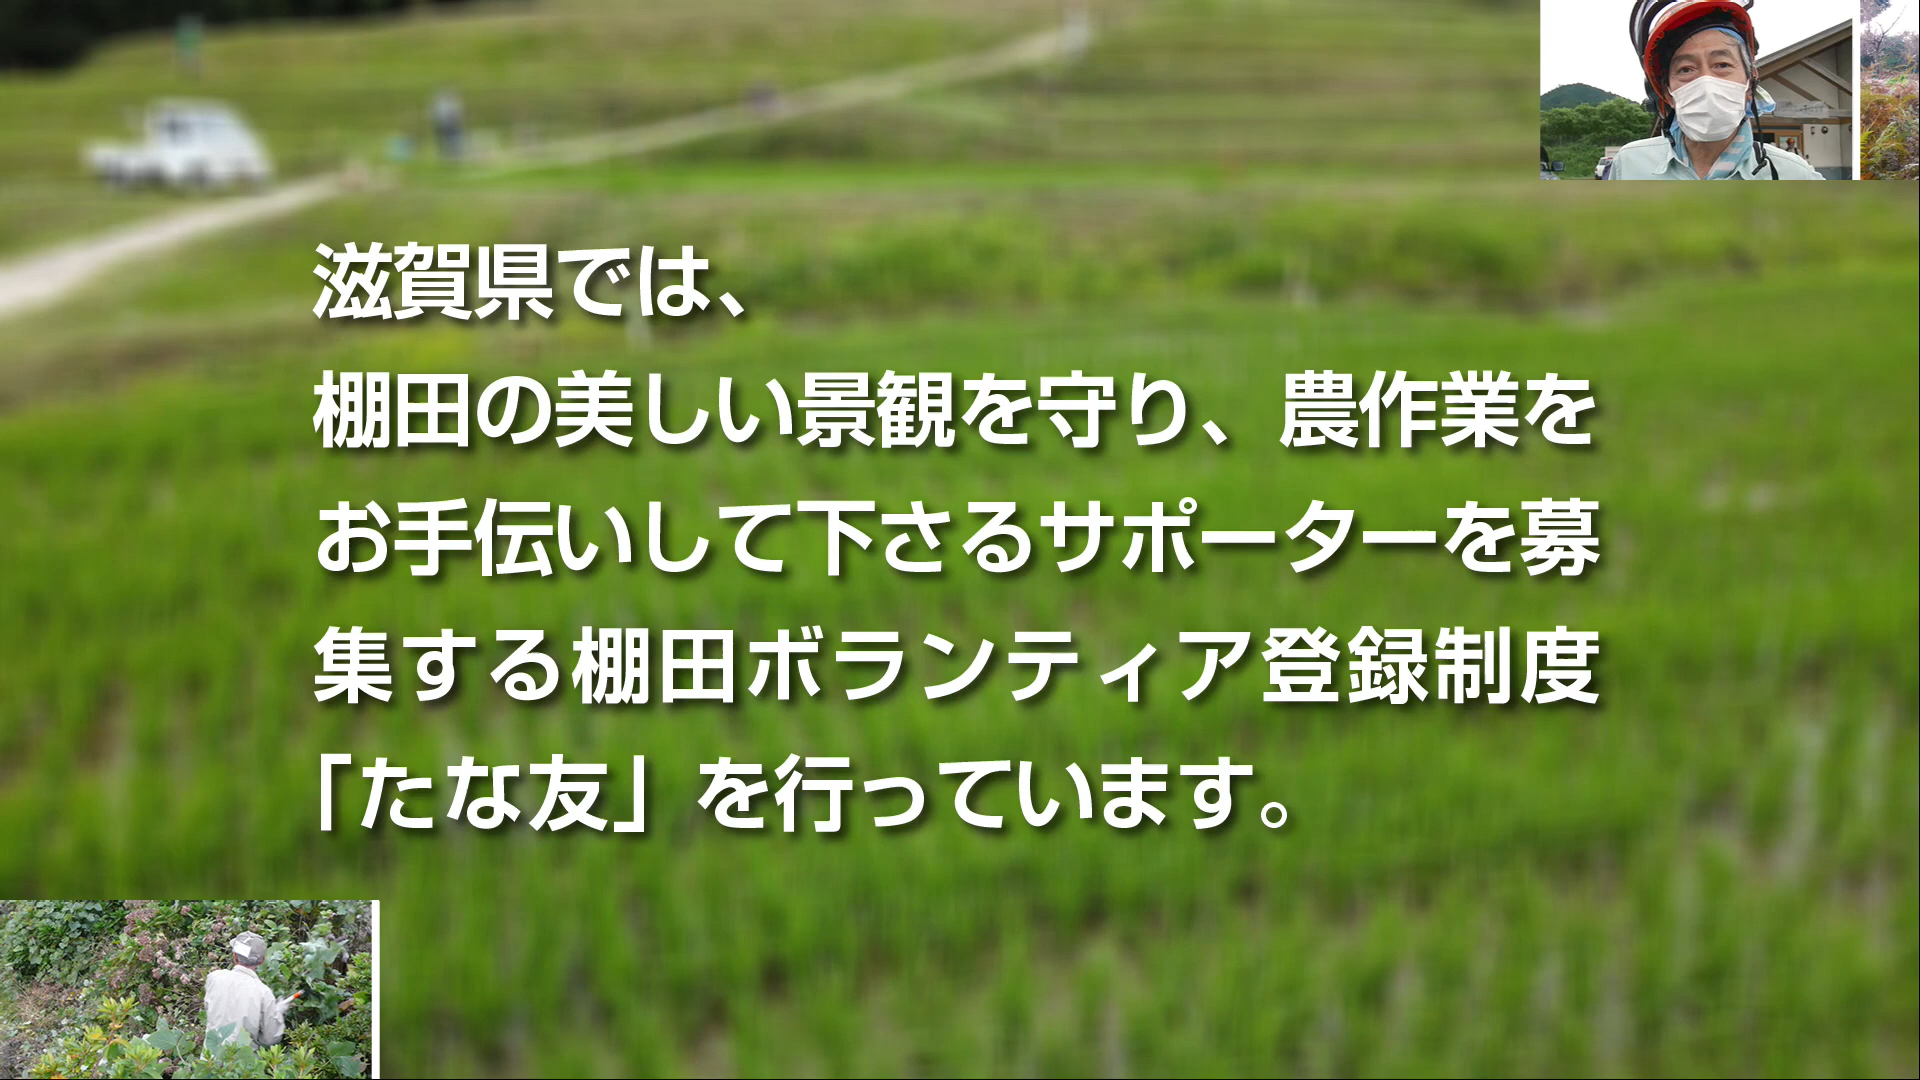 滋賀県では、
棚田の美しい景観を守り、農作業を
お手伝いして下さるサポーターを募
集する棚田ボランティア登録制度
「たな友」を行っています。